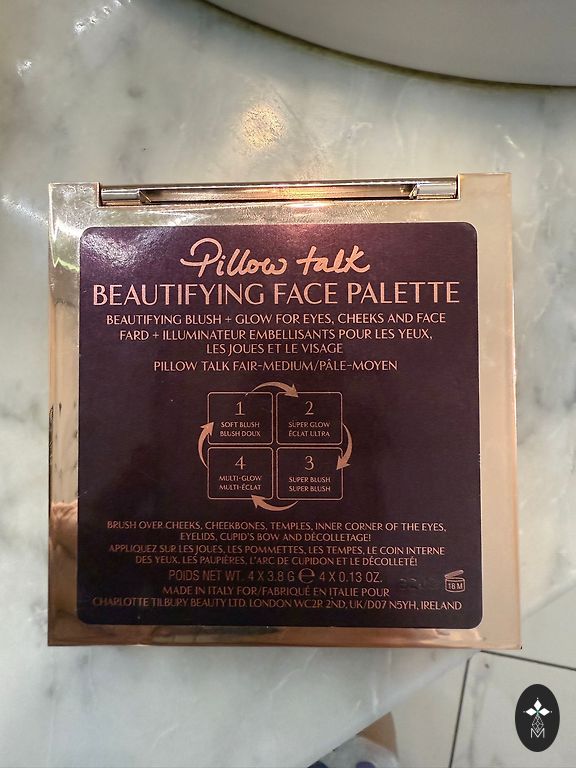 Pillow talk
BEAUTIFYING FACE PALETTE
BEAUTIFYING BLUSH + GLOW FOR EYES, CHEEKS AND FACE
FARD + ILLUMINATEUR EMBELLISANTS POUR LES YEUX,
LES JOUES ET LE VISAGE
PILLOW TALK FAIR-MEDIUM/PÂLE-MOYEN
1
SOFT BLUSH
BLUSH DOUX
2
SUPER GLOW
ÉCLAT ULTRA
4
MULTI-GLOW
MULTI-ÉCLAT
3
SUPER BLUSH
SUPER BLUSH
BRUSH OVER CHEEKS, CHEEKBONES, TEMPLES, INNER CORNER OF THE EYES,
EYELIDS, CUPID'S BOW AND DÉCOLLETAGE!
APPLIQUEZ SUR LES JOUES, LES POMMETTES, LES TEMPES, LE COIN INTERNE
DES YEUX, LES PAUPIÈRES, L'ARC DE CUPIDON ET LE DÉCOLLETÉ!
POIDS NET WT. 4 X 3.8 G ℮ 4 X 0.13 OZ.
18 M
MADE IN ITALY FOR/FABRIQUÉ EN ITALIE POUR
CHARLOTTE TILBURY BEAUTY LTD. LONDON WC2R 2ND, UK/D07 N5YH, IRELAND
M